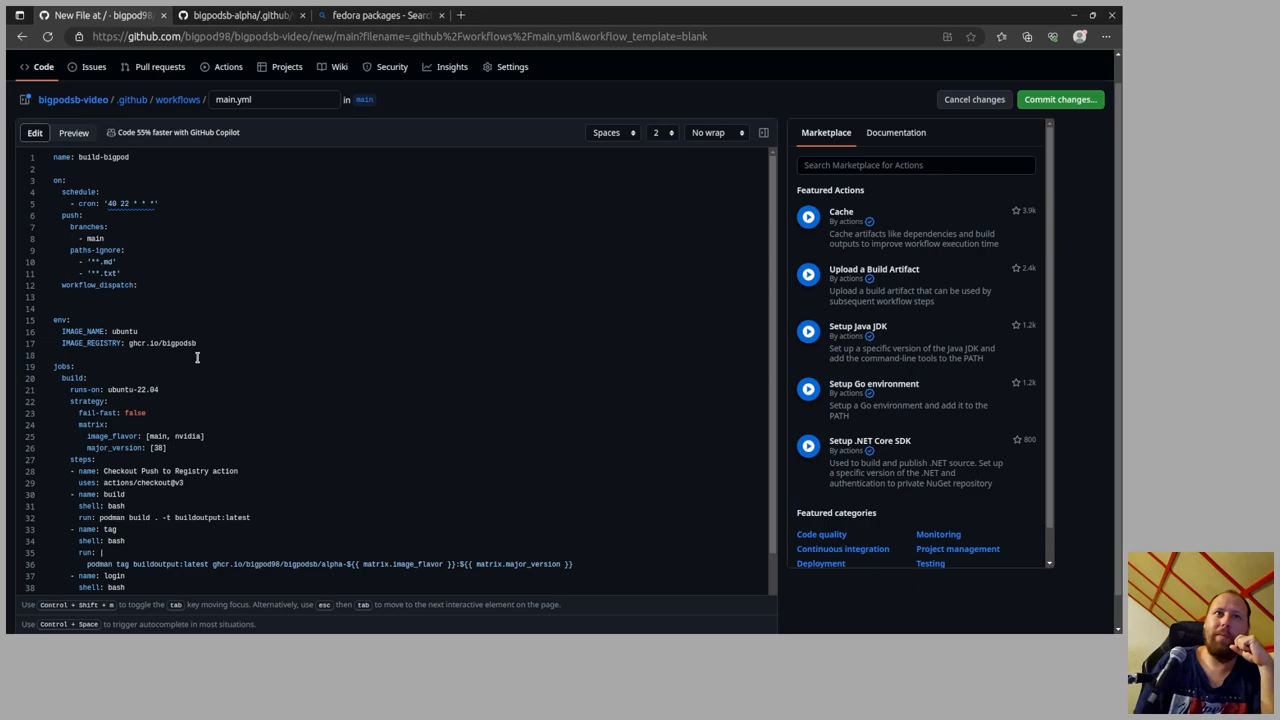 New File at / · bigpod98/
bigpodsb-alpha/.github/
fedora packages - Search
https://github.com/bigpod98/bigpodsb-video/new/main?filename=.github%2Fworkflows%2Fmain.yml&workflow_template=blank
Code Issues Pull requests Actions Projects Wiki Security Insights Settings
bigpodsb-video / .github / workflows / main.yml in main
Cancel changes Commit changes...
Edit Preview Code 55% faster with GitHub Copilot Spaces 2 No wrap
1 name: build-bigpod
2
3 on:
4 schedule:
5 - cron: '40 22 * * *'
6 push:
7 branches:
8 - main
9 paths-ignore:
10 - '**.md'
11 - '**.txt'
12 workflow_dispatch:
13
14
15 env:
16 IMAGE_NAME: ubuntu
17 IMAGE_REGISTRY: ghcr.io/bigpodsb
18
19 jobs:
20 build:
21 runs-on: ubuntu-22.04
22 strategy:
23 fail-fast: false
24 matrix:
25 image_flavor: [main, nvidia]
26 major_version: [38]
27 steps:
28 - name: Checkout Push to Registry action
29 uses: actions/checkout@v3
30 - name: build
31 shell: bash
32 run: podman build . -t buildoutput:latest
33 - name: tag
34 shell: bash
35 run: |
36 podman tag buildoutput:latest ghcr.io/bigpod98/bigpodsb/alpha-${{ matrix.image_flavor }}:${{ matrix.major_version }}
37 - name: login
38 shell: bash
Use Control + Shift + m to toggle the tab key moving focus. Alternatively, use esc then tab to move to the next interactive element on the page.
Use Control + Space to trigger autocomplete in most situations.
Marketplace Documentation
Search Marketplace for Actions
Featured Actions
Cache 3.9k
By actions
Cache artifacts like dependencies and build
outputs to improve workflow execution time
Upload a Build Artifact 2.4k
By actions
Upload a build artifact that can be used by
subsequent workflow steps
Setup Java JDK 1.2k
By actions
Set up a specific version of the Java JDK and
add the command-line tools to the PATH
Setup Go environment 1.2k
By actions
Setup a Go environment and add it to the
PATH
Setup .NET Core SDK 800
By actions
Used to build and publish .NET source. Set up
a specific version of the .NET and
authentication to private NuGet repository
Featured categories
Code quality Monitoring
Continuous integration Project management
Deployment Testing